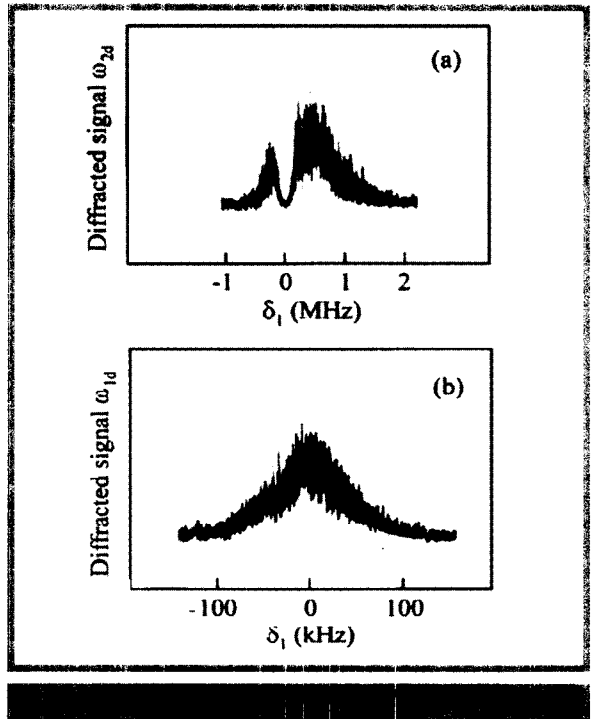 Diffracted signal ω2d
(a)
-1 0 1 2
δ1 (MHz)
Diffracted signal ω1d
(b)
-100 0 100
δ1 (kHz)